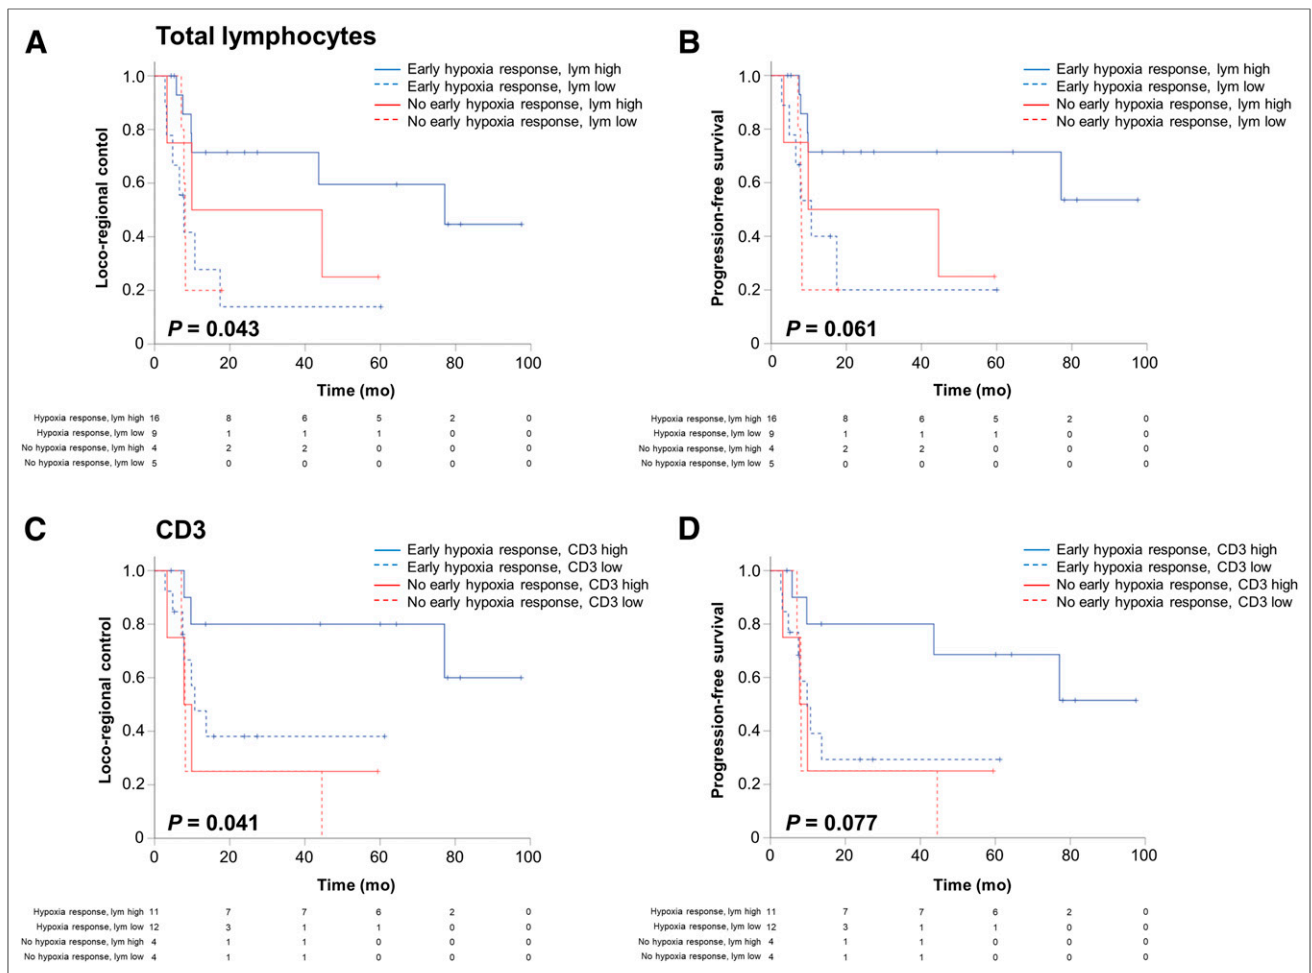 A Total lymphocytes
Early hypoxia response, lym high
Early hypoxia response, lym low
No early hypoxia response, lym high
No early hypoxia response, lym low
Loco-regional contol
1.0
0.8
0.6
0.4
0.2
0
P = 0.043
0 20 40 60 80 100
Time (mo)
Hypoxia response, lym high 16 8 6 5 2 0
Hypoxia response, lym low 9 1 1 1 0 0
No hypoxia response, lym high 4 2 2 0 0 0
No hypoxia response, lym low 5 0 0 0 0 0
B
Early hypoxia response, lym high
Early hypoxia response, lym low
No early hypoxia response, lym high
No early hypoxia response, lym low
Progression-free survival
1.0
0.8
0.6
0.4
0.2
0
P = 0.061
0 20 40 60 80 100
Time (mo)
Hypoxia response, lym high 16 8 6 5 2 0
Hypoxia response, lym low 9 1 1 1 0 0
No hypoxia response, lym high 4 2 2 0 0 0
No hypoxia response, lym low 5 0 0 0 0 0
C CD3
Early hypoxia response, CD3 high
Early hypoxia response, CD3 low
No early hypoxia response, CD3 high
No early hypoxia response, CD3 low
Loco-regional control
1.0
0.8
0.6
0.4
0.2
0
P = 0.041
0 20 40 60 80 100
Time (mo)
Hypoxia response, lym high 11 7 7 6 2 0
Hypoxia response, lym low 12 3 1 1 0 0
No hypoxia response, lym high 4 1 1 0 0 0
No hypoxia response, lym low 4 1 1 0 0 0
D
Early hypoxia response, CD3 high
Early hypoxia response, CD3 low
No early hypoxia response, CD3 high
No early hypoxia response, CD3 low
Progression-free survival
1.0
0.8
0.6
0.4
0.2
0
P = 0.077
0 20 40 60 80 100
Time (mo)
Hypoxia response, lym high 11 7 7 6 2 0
Hypoxia response, lym low 12 3 1 1 0 0
No hypoxia response, lym high 4 1 1 0 0 0
No hypoxia response, lym low 4 1 1 0 0 0